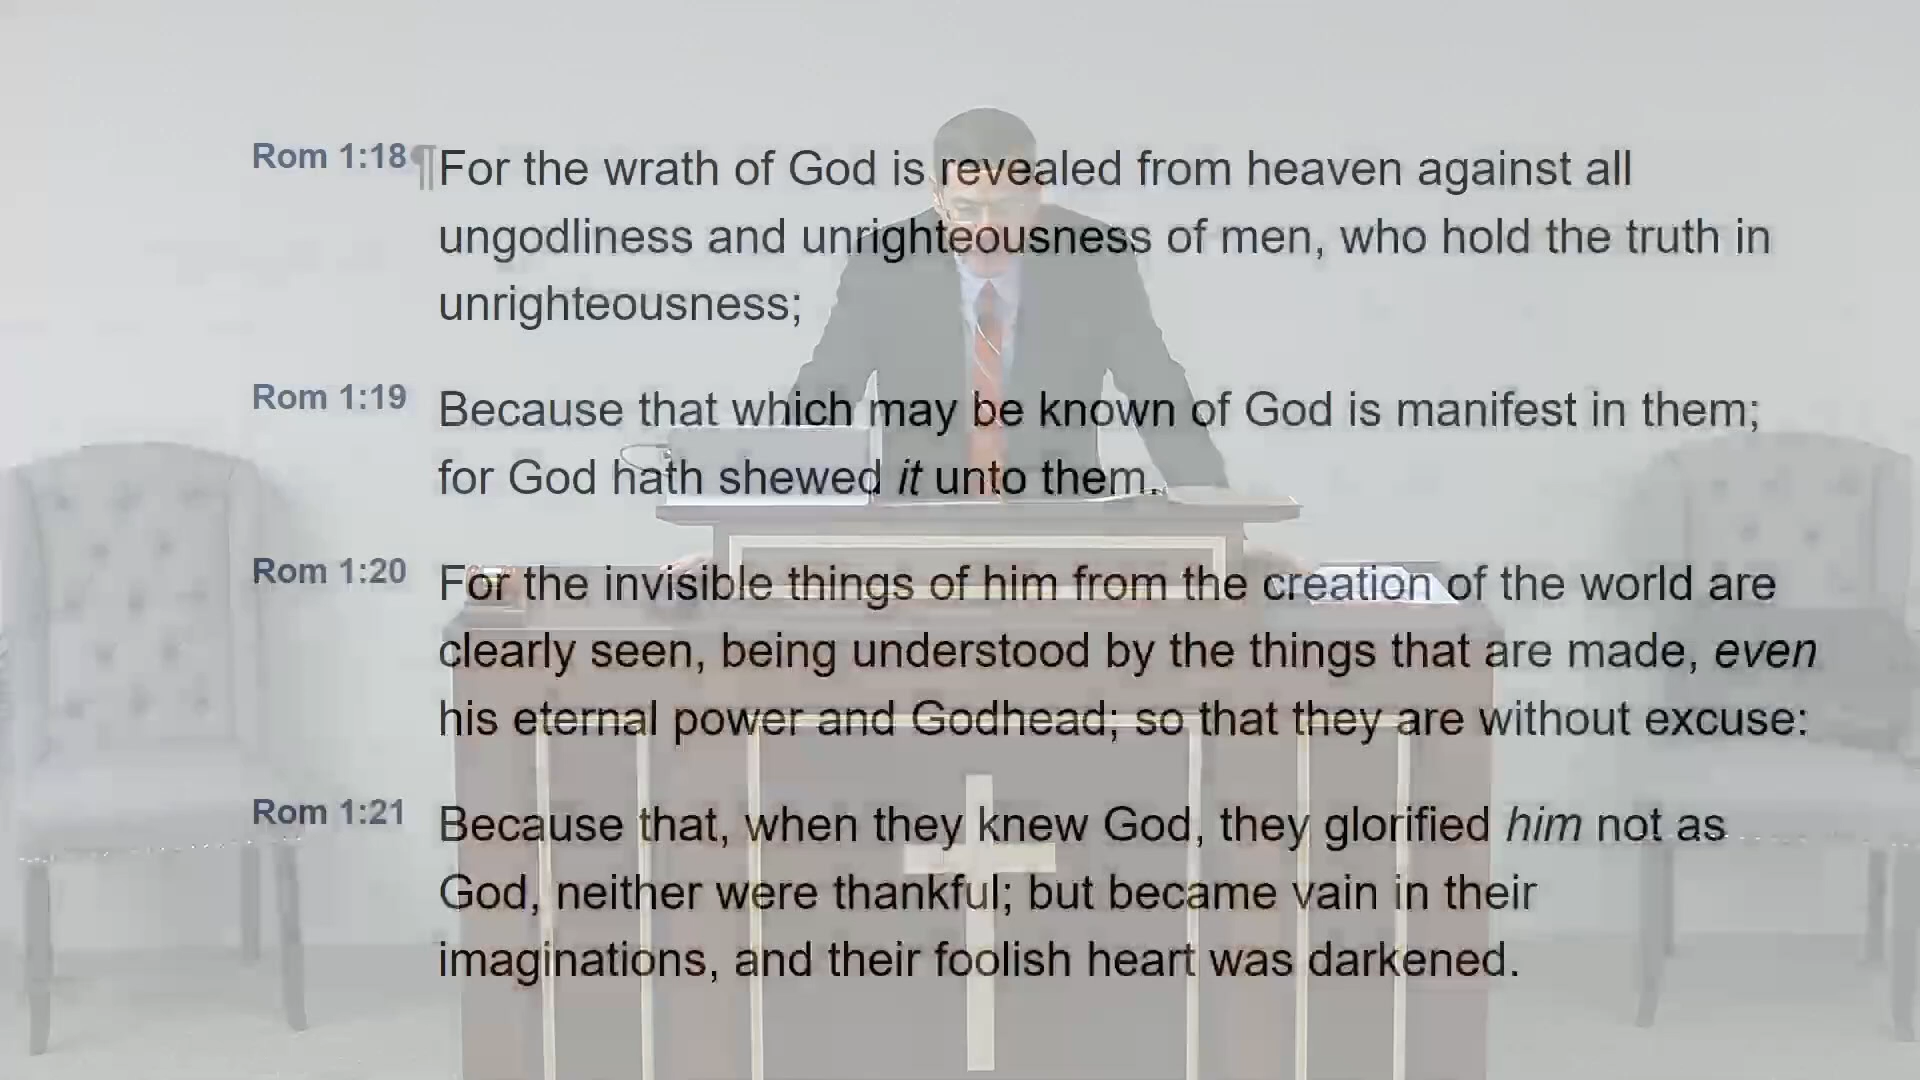 Rom 1:18 ¶For the wrath of God is revealed from heaven against all
ungodliness and unrighteousness of men, who hold the truth in
unrighteousness;
Rom 1:19 Because that which may be known of God is manifest in them;
for God hath shewed it unto them.
Rom 1:20 For the invisible things of him from the creation of the world are
clearly seen, being understood by the things that are made, even
his eternal power and Godhead; so that they are without excuse:
Rom 1:21 Because that, when they knew God, they glorified him not as
God, neither were thankful; but became vain in their
imaginations, and their foolish heart was darkened.